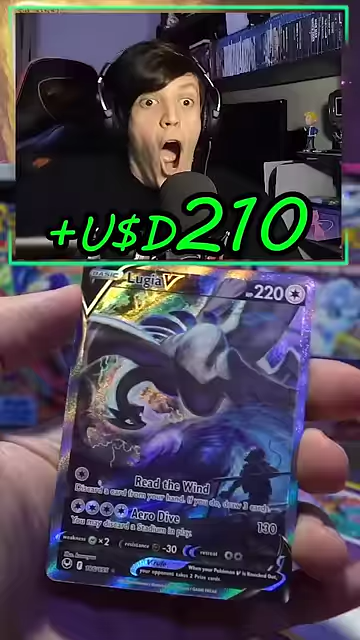 +U$D210
BASIC Lugia V
HP 220
Read the Wind
Discard a card from your hand. If you do, draw 3 cards.
Aero Dive 130
You may discard a Stadium in play.
weakness ×2 resistance -30 retreat
V rule When your Pokémon V is Knocked Out,
your opponent takes 2 Prize cards.